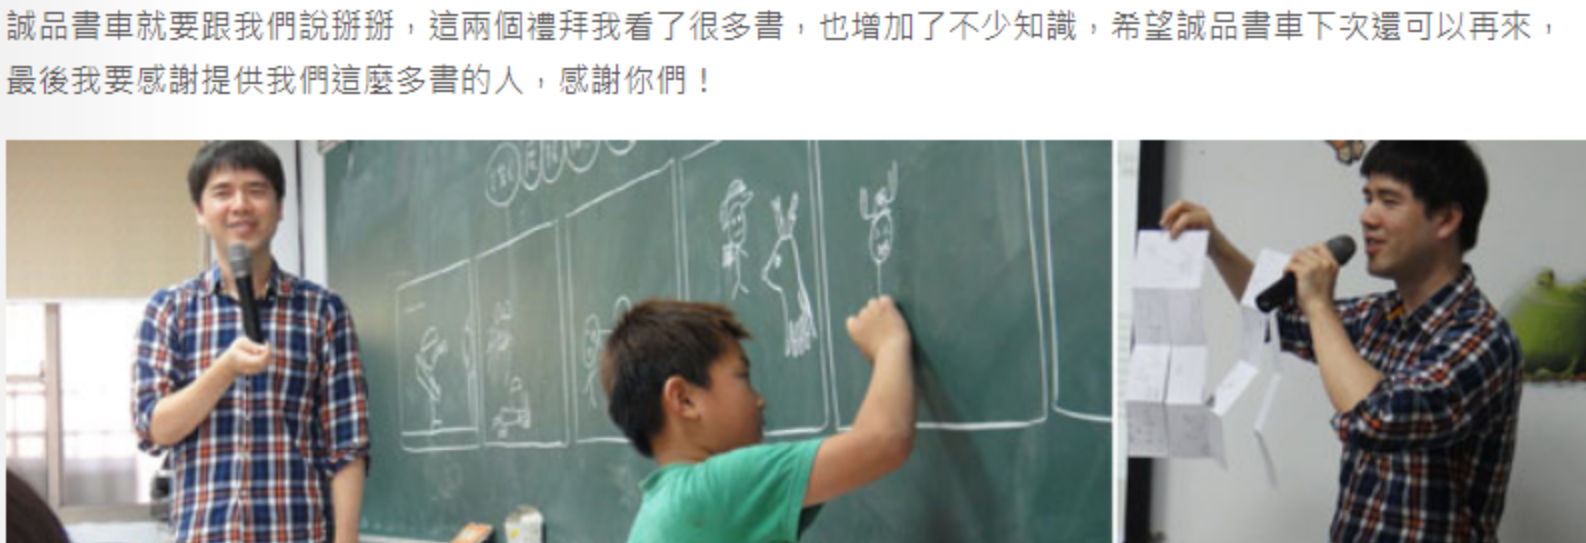 誠品書車就要跟我們說掰掰，這兩個禮拜我看了很多書，也增加了不少知識，希望誠品書車下次還可以再來，
最後我要感謝提供我們這麼多書的人，感謝你們！